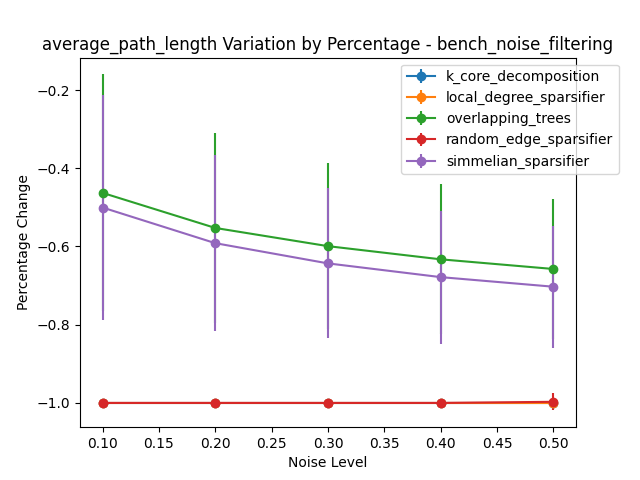 average_path_length Variation by Percentage - bench_noise_filtering
k_core_decomposition
local_degree_sparsifier
overlapping_trees
random_edge_sparsifier
simmelian_sparsifier
Percentage Change
−0.2
−0.4
−0.6
−0.8
−1.0
0.10 0.15 0.20 0.25 0.30 0.35 0.40 0.45 0.50
Noise Level